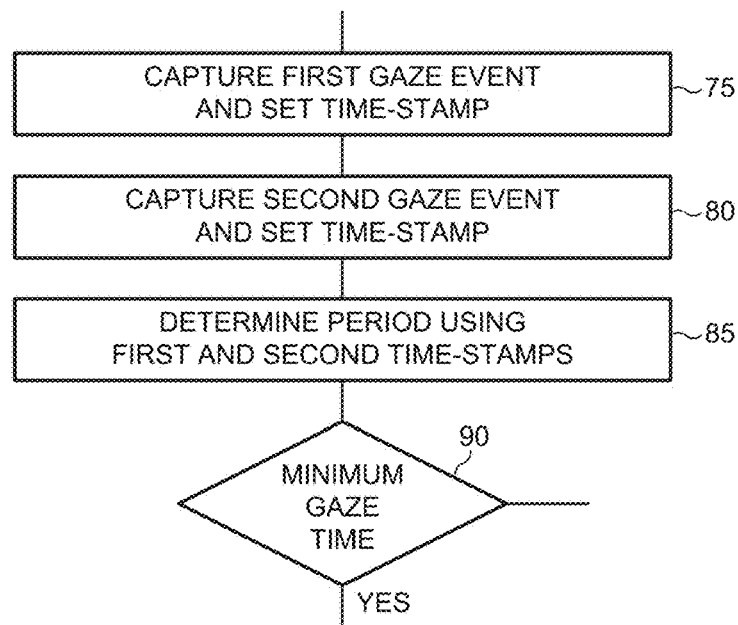 CAPTURE FIRST GAZE EVENT
AND SET TIME-STAMP
75
CAPTURE SECOND GAZE EVENT
AND SET TIME-STAMP
80
DETERMINE PERIOD USING
FIRST AND SECOND TIME-STAMPS
85
90
MINIMUM
GAZE
TIME
YES